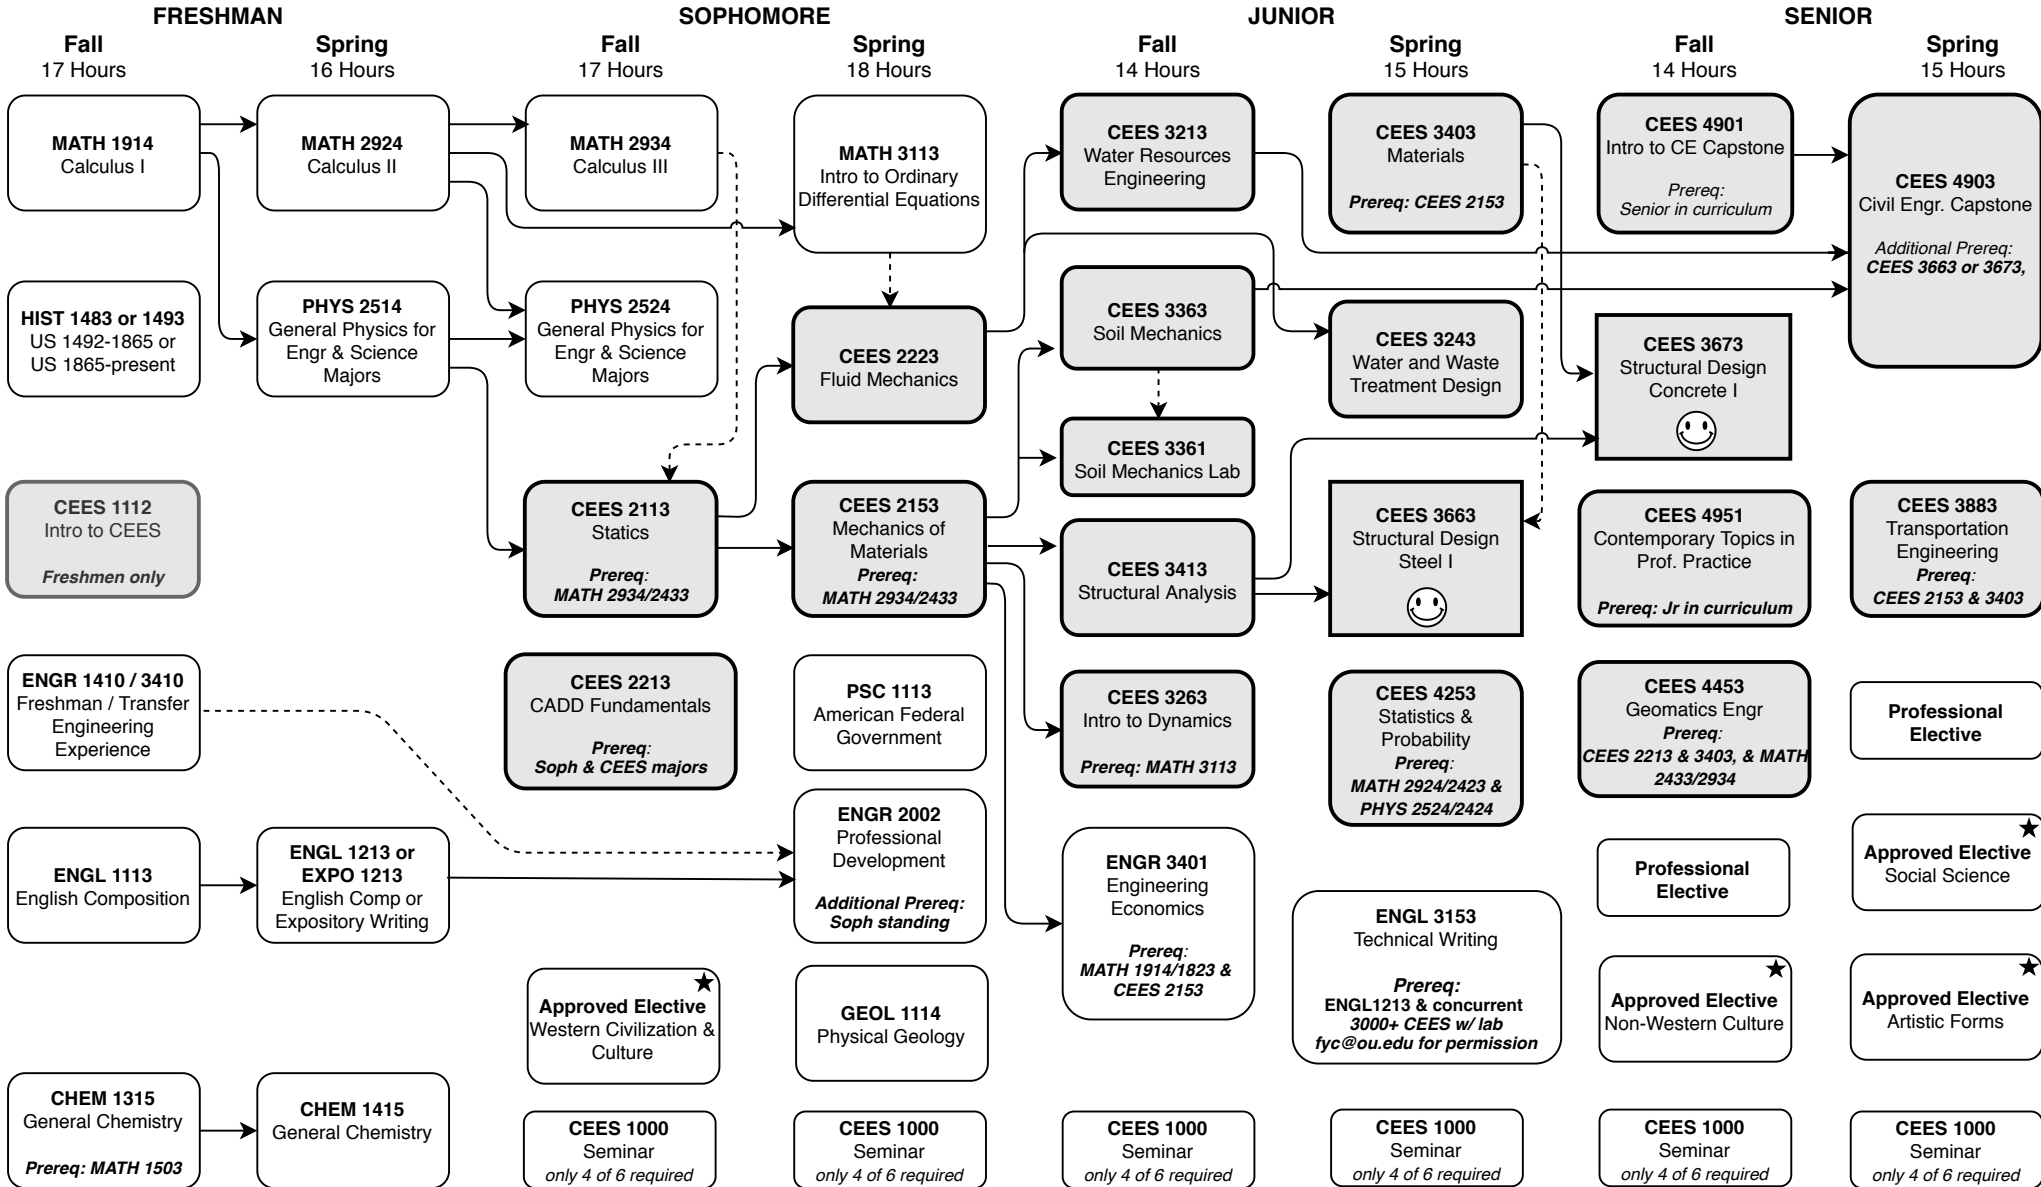 FRESHMAN
SOPHOMORE
JUNIOR
SENIOR
Fall
17 Hours
Spring
16 Hours
Fall
17 Hours
Spring
18 Hours
Fall
14 Hours
Spring
15 Hours
Fall
14 Hours
Spring
15 Hours
MATH 1914
Calculus I
HIST 1483 or 1493
US 1492-1865 or
US 1865-present
CEES 1112
Intro to CEES
Freshmen only
ENGR 1410 / 3410
Freshman / Transfer
Engineering
Experience
ENGL 1113
English Composition
CHEM 1315
General Chemistry
Prereq: MATH 1503
MATH 2924
Calculus II
PHYS 2514
General Physics for
Engr & Science
Majors
ENGL 1213 or
EXPO 1213
English Comp or
Expository Writing
CHEM 1415
General Chemistry
MATH 2934
Calculus III
PHYS 2524
General Physics for
Engr & Science
Majors
CEES 2113
Statics
Prereq:
MATH 2934/2433
CEES 2213
CADD Fundamentals
Prereq:
Soph & CEES majors
Approved Elective
Western Civilization &
Culture
CEES 1000
Seminar
only 4 of 6 required
MATH 3113
Intro to Ordinary
Differential Equations
CEES 2223
Fluid Mechanics
CEES 2153
Mechanics of
Materials
Prereq:
MATH 2934/2433
PSC 1113
American Federal
Government
ENGR 2002
Professional
Development
Additional Prereq:
Soph standing
GEOL 1114
Physical Geology
CEES 1000
Seminar
only 4 of 6 required
CEES 3213
Water Resources
Engineering
CEES 3363
Soil Mechanics
CEES 3361
Soil Mechanics Lab
CEES 3413
Structural Analysis
CEES 3263
Intro to Dynamics
Prereq: MATH 3113
ENGR 3401
Engineering
Economics
Prereq:
MATH 1914/1823 &
CEES 2153
CEES 1000
Seminar
only 4 of 6 required
CEES 3403
Materials
Prereq: CEES 2153
CEES 3243
Water and Waste
Treatment Design
CEES 3663
Structural Design
Steel I
CEES 4253
Statistics &
Probability
Prereq:
MATH 2924/2423 &
PHYS 2524/2424
ENGL 3153
Technical Writing
Prereq:
ENGL1213 & concurrent
3000+ CEES w/ lab
fyc@ou.edu for permission
CEES 1000
Seminar
only 4 of 6 required
CEES 4901
Intro to CE Capstone
Prereq:
Senior in curriculum
CEES 3673
Structural Design
Concrete I
CEES 4951
Contemporary Topics in
Prof. Practice
Prereq: Jr in curriculum
CEES 4453
Geomatics Engr
Prereq:
CEES 2213 & 3403, & MATH
2433/2934
Professional
Elective
Approved Elective
Non-Western Culture
CEES 1000
Seminar
only 4 of 6 required
CEES 4903
Civil Engr. Capstone
Additional Prereq:
CEES 3663 or 3673,
CEES 3883
Transportation
Engineering
Prereq:
CEES 2153 & 3403
Professional
Elective
Approved Elective
Social Science
Approved Elective
Artistic Forms
CEES 1000
Seminar
only 4 of 6 required